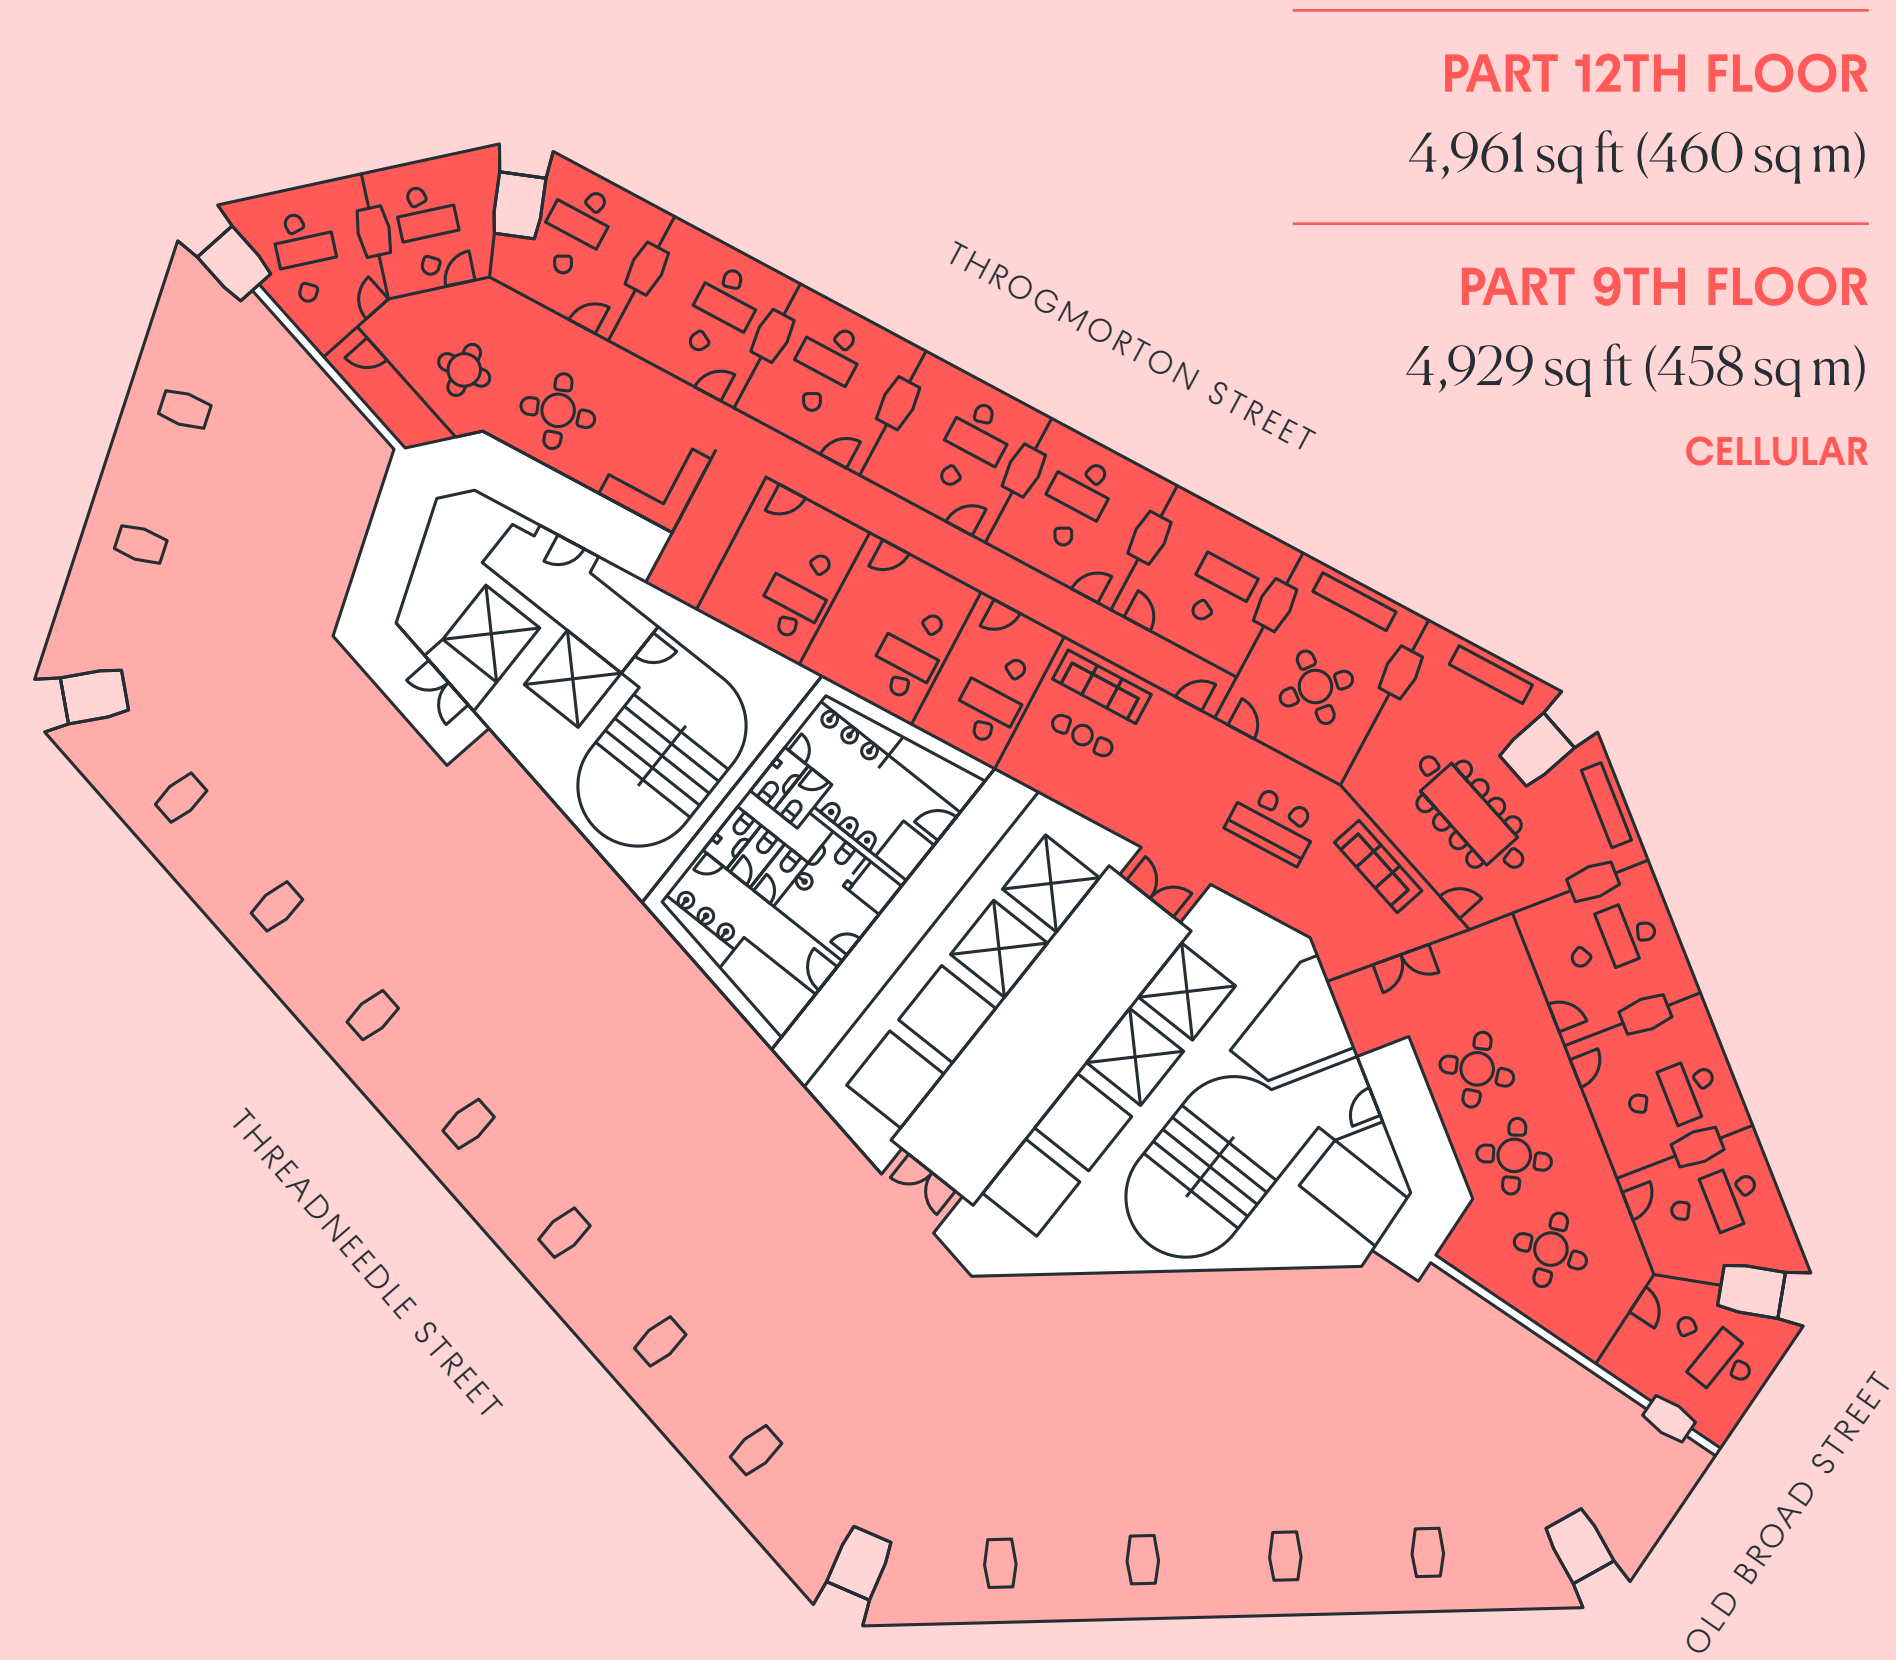 PART 12TH FLOOR
4,961 sq ft (460 sq m)
PART 9TH FLOOR
4,929 sq ft (458 sq m)
CELLULAR
THROGMORTON STREET
THREADNEEDLE STREET
OLD BROAD STREET